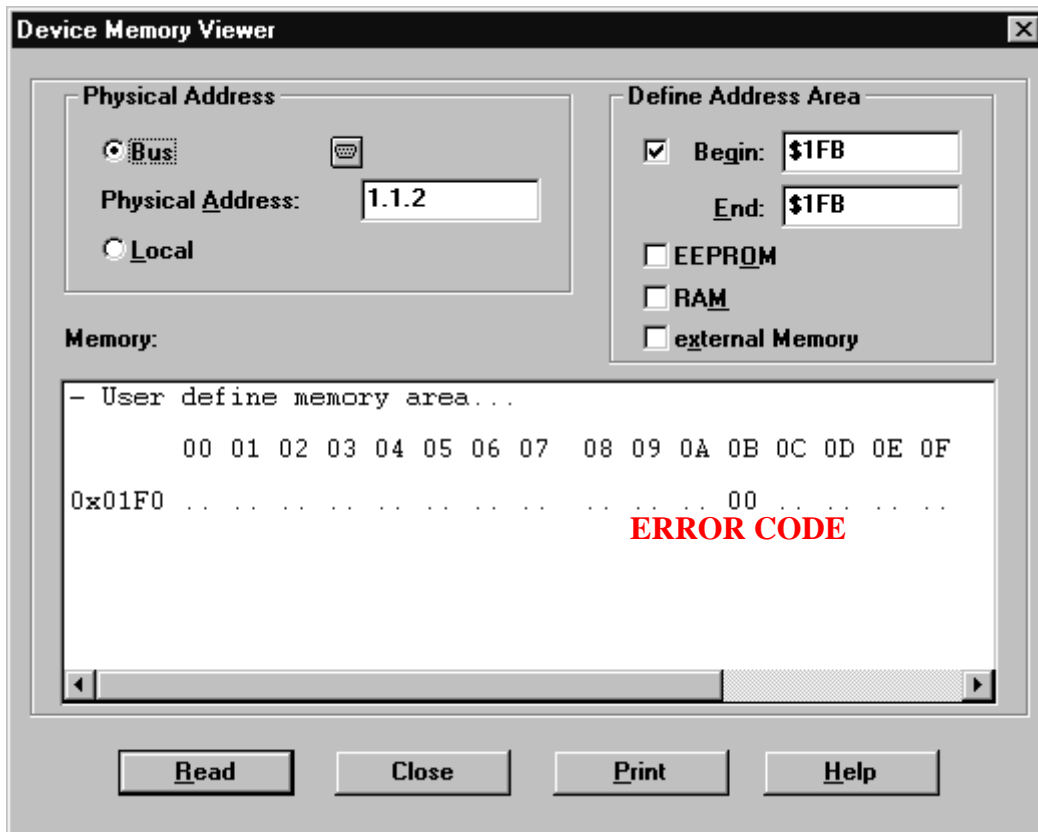 Device Memory Viewer
Physical Address
Bus
Physical Address: 1.1.2
Local
Define Address Area
Begin: $1FB
End: $1FB
EEPROM
RAM
external Memory
Memory:
- User define memory area...
00 01 02 03 04 05 06 07 08 09 0A 0B 0C 0D 0E 0F
0x01F0 .. .. .. .. .. .. .. .. .. .. .. 00 .. .. .. ..
ERROR CODE
Read Close Print Help